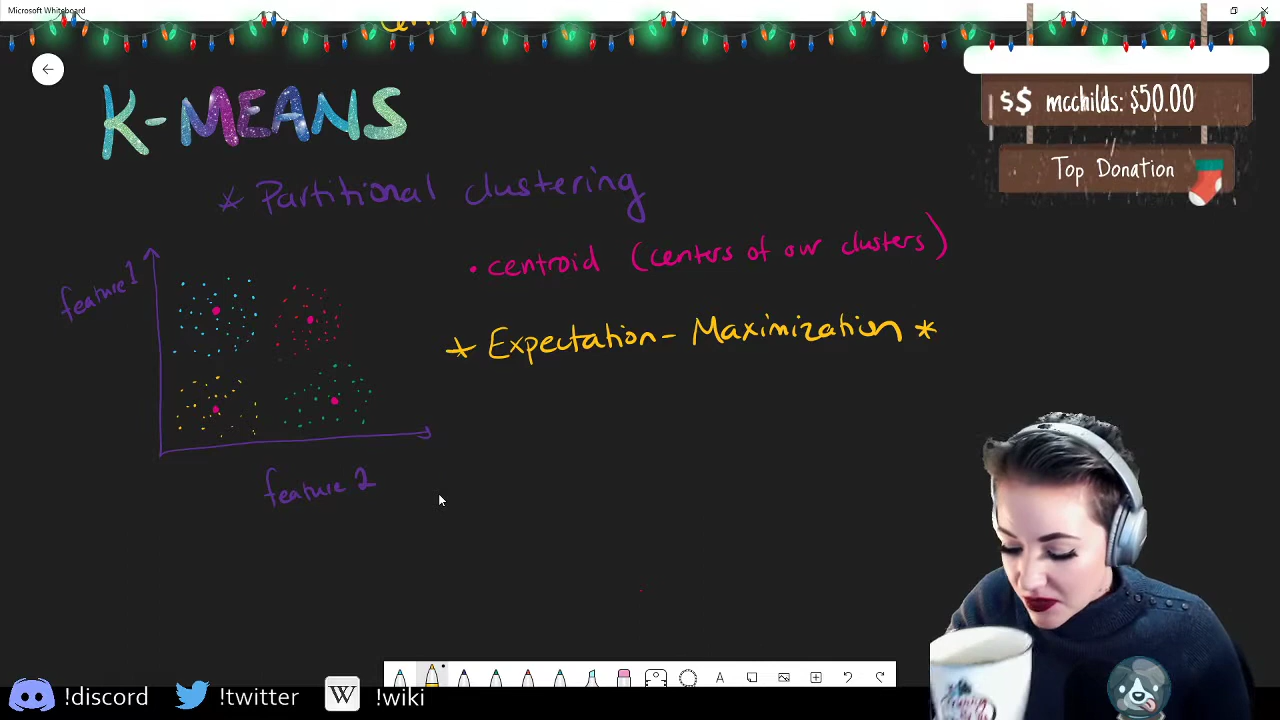 Microsoft Whiteboard
K-MEANS
$$ mcchilds: $50.00
Top Donation
* Partitional clustering
• centroid (centers of our clusters)
feature 1
* Expectation - Maximization *
feature 2
!discord
!twitter
W !wiki